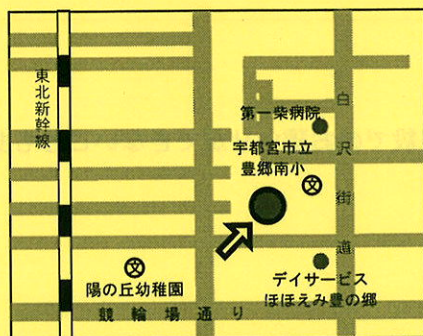 東北新幹線
第一柴病院
白沢街道
宇都宮市立
豊郷南小
文
文
陽の丘幼稚園
デイサービス
ほほえみ豊の郷
競輪場通り